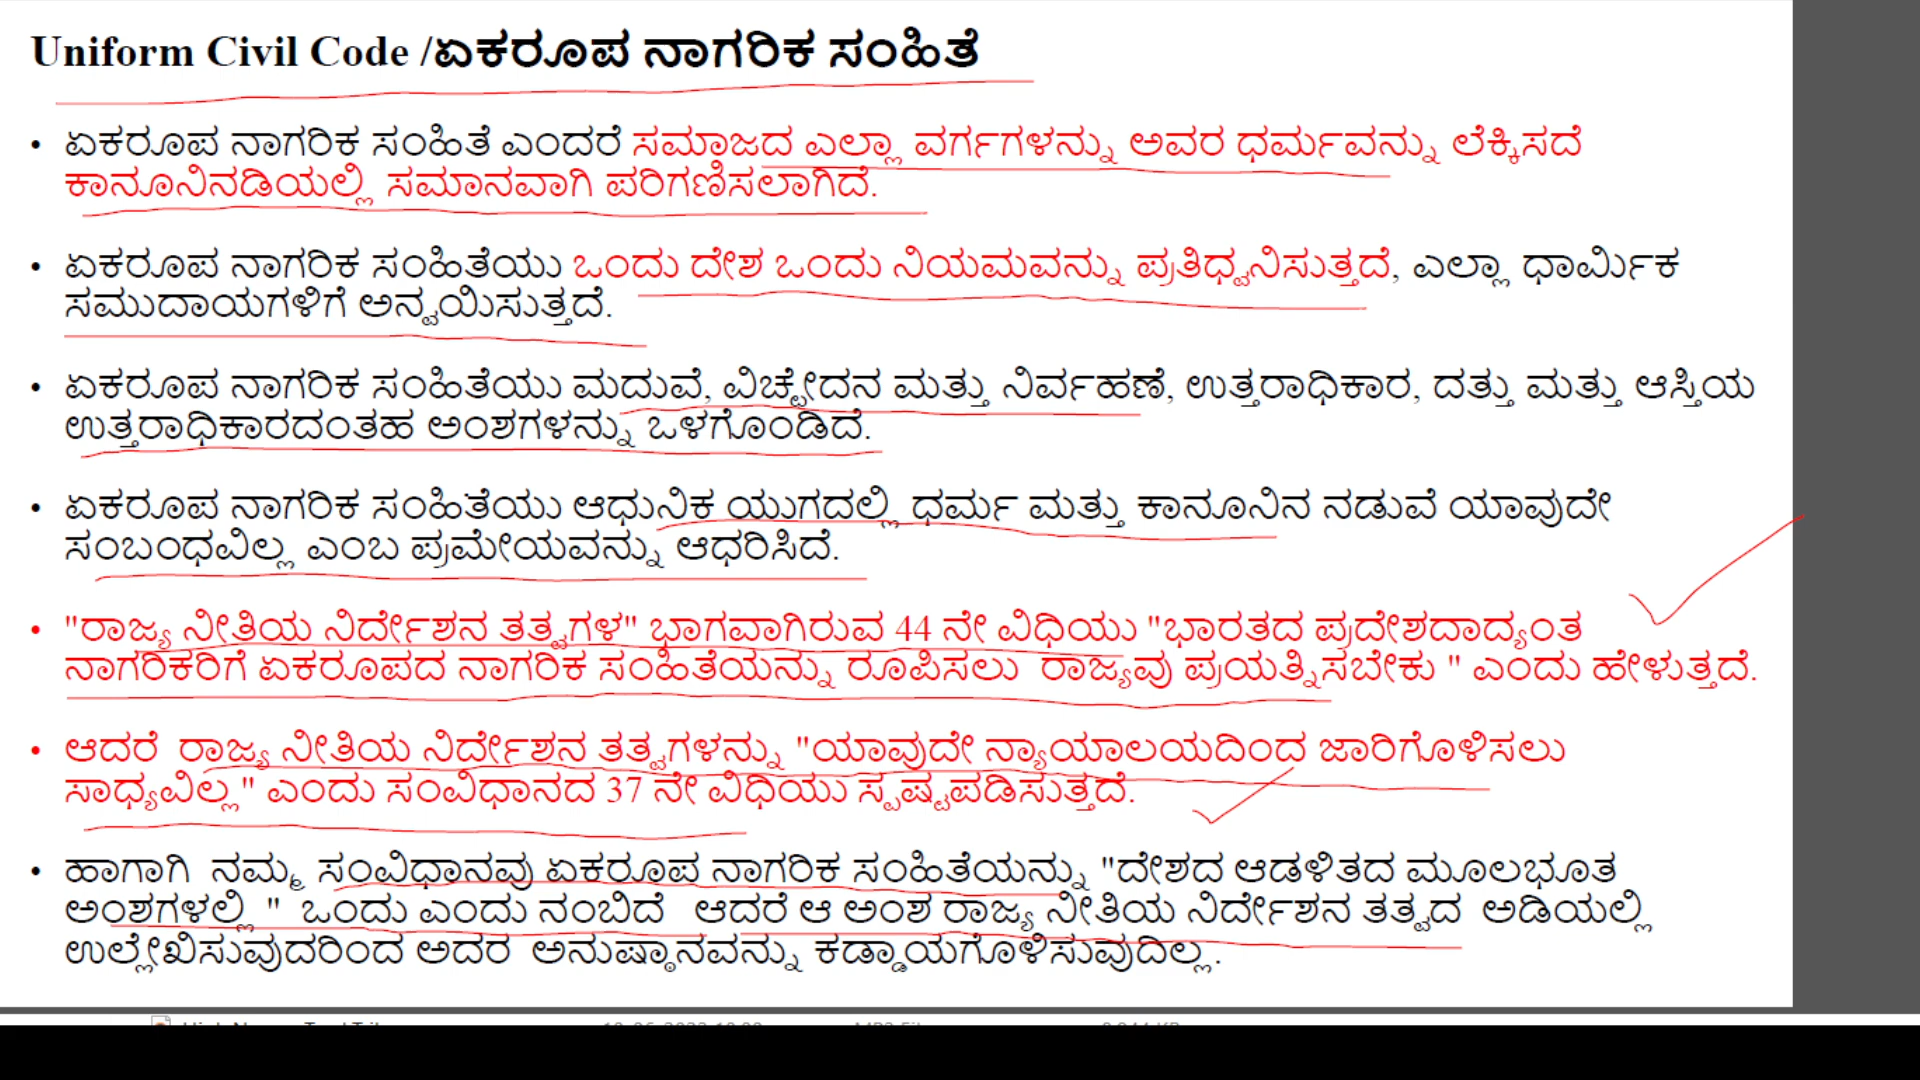 Uniform Civil Code /ಏಕರೂಪ ನಾಗರಿಕ ಸಂಹಿತೆ
• ಏಕರೂಪ ನಾಗರಿಕ ಸಂಹಿತೆ ಎಂದರೆ ಸಮಾಜದ ಎಲ್ಲಾ ವರ್ಗಗಳನ್ನು ಅವರ ಧರ್ಮವನ್ನು ಲೆಕ್ಕಿಸದೆ
ಕಾನೂನಿನಡಿಯಲ್ಲಿ ಸಮಾನವಾಗಿ ಪರಿಗಣಿಸಲಾಗಿದೆ.
• ಏಕರೂಪ ನಾಗರಿಕ ಸಂಹಿತೆಯು ಒಂದು ದೇಶ ಒಂದು ನಿಯಮವನ್ನು ಪ್ರತಿಧ್ವನಿಸುತ್ತದೆ, ಎಲ್ಲಾ ಧಾರ್ಮಿಕ
ಸಮುದಾಯಗಳಿಗೆ ಅನ್ವಯಿಸುತ್ತದೆ.
• ಏಕರೂಪ ನಾಗರಿಕ ಸಂಹಿತೆಯು ಮದುವೆ, ವಿಚ್ಛೇದನ ಮತ್ತು ನಿರ್ವಹಣೆ, ಉತ್ತರಾಧಿಕಾರ, ದತ್ತು ಮತ್ತು ಆಸ್ತಿಯ
ಉತ್ತರಾಧಿಕಾರದಂತಹ ಅಂಶಗಳನ್ನು ಒಳಗೊಂಡಿದೆ.
• ಏಕರೂಪ ನಾಗರಿಕ ಸಂಹಿತೆಯು ಆಧುನಿಕ ಯುಗದಲ್ಲಿ ಧರ್ಮ ಮತ್ತು ಕಾನೂನಿನ ನಡುವೆ ಯಾವುದೇ
ಸಂಬಂಧವಿಲ್ಲ ಎಂಬ ಪ್ರಮೇಯವನ್ನು ಆಧರಿಸಿದೆ.
• "ರಾಜ್ಯ ನೀತಿಯ ನಿರ್ದೇಶನ ತತ್ವಗಳ" ಭಾಗವಾಗಿರುವ 44 ನೇ ವಿಧಿಯು "ಭಾರತದ ಪ್ರದೇಶದಾದ್ಯಂತ
ನಾಗರಿಕರಿಗೆ ಏಕರೂಪದ ನಾಗರಿಕ ಸಂಹಿತೆಯನ್ನು ರೂಪಿಸಲು ರಾಜ್ಯವು ಪ್ರಯತ್ನಿಸಬೇಕು " ಎಂದು ಹೇಳುತ್ತದೆ.
• ಆದರೆ ರಾಜ್ಯ ನೀತಿಯ ನಿರ್ದೇಶನ ತತ್ವಗಳನ್ನು "ಯಾವುದೇ ನ್ಯಾಯಾಲಯದಿಂದ ಜಾರಿಗೊಳಿಸಲು
ಸಾಧ್ಯವಿಲ್ಲ" ಎಂದು ಸಂವಿಧಾನದ 37 ನೇ ವಿಧಿಯು ಸ್ಪಷ್ಟಪಡಿಸುತ್ತದೆ.
• ಹಾಗಾಗಿ ನಮ್ಮ ಸಂವಿಧಾನವು ಏಕರೂಪ ನಾಗರಿಕ ಸಂಹಿತೆಯನ್ನು "ದೇಶದ ಆಡಳಿತದ ಮೂಲಭೂತ
ಅಂಶಗಳಲ್ಲಿ " ಒಂದು ಎಂದು ನಂಬಿದೆ ಆದರೆ ಆ ಅಂಶ ರಾಜ್ಯ ನೀತಿಯ ನಿರ್ದೇಶನ ತತ್ವದ ಅಡಿಯಲ್ಲಿ
ಉಲ್ಲೇಖಿಸುವುದರಿಂದ ಅದರ ಅನುಷ್ಠಾನವನ್ನು ಕಡ್ಡಾಯಗೊಳಿಸುವುದಿಲ್ಲ.